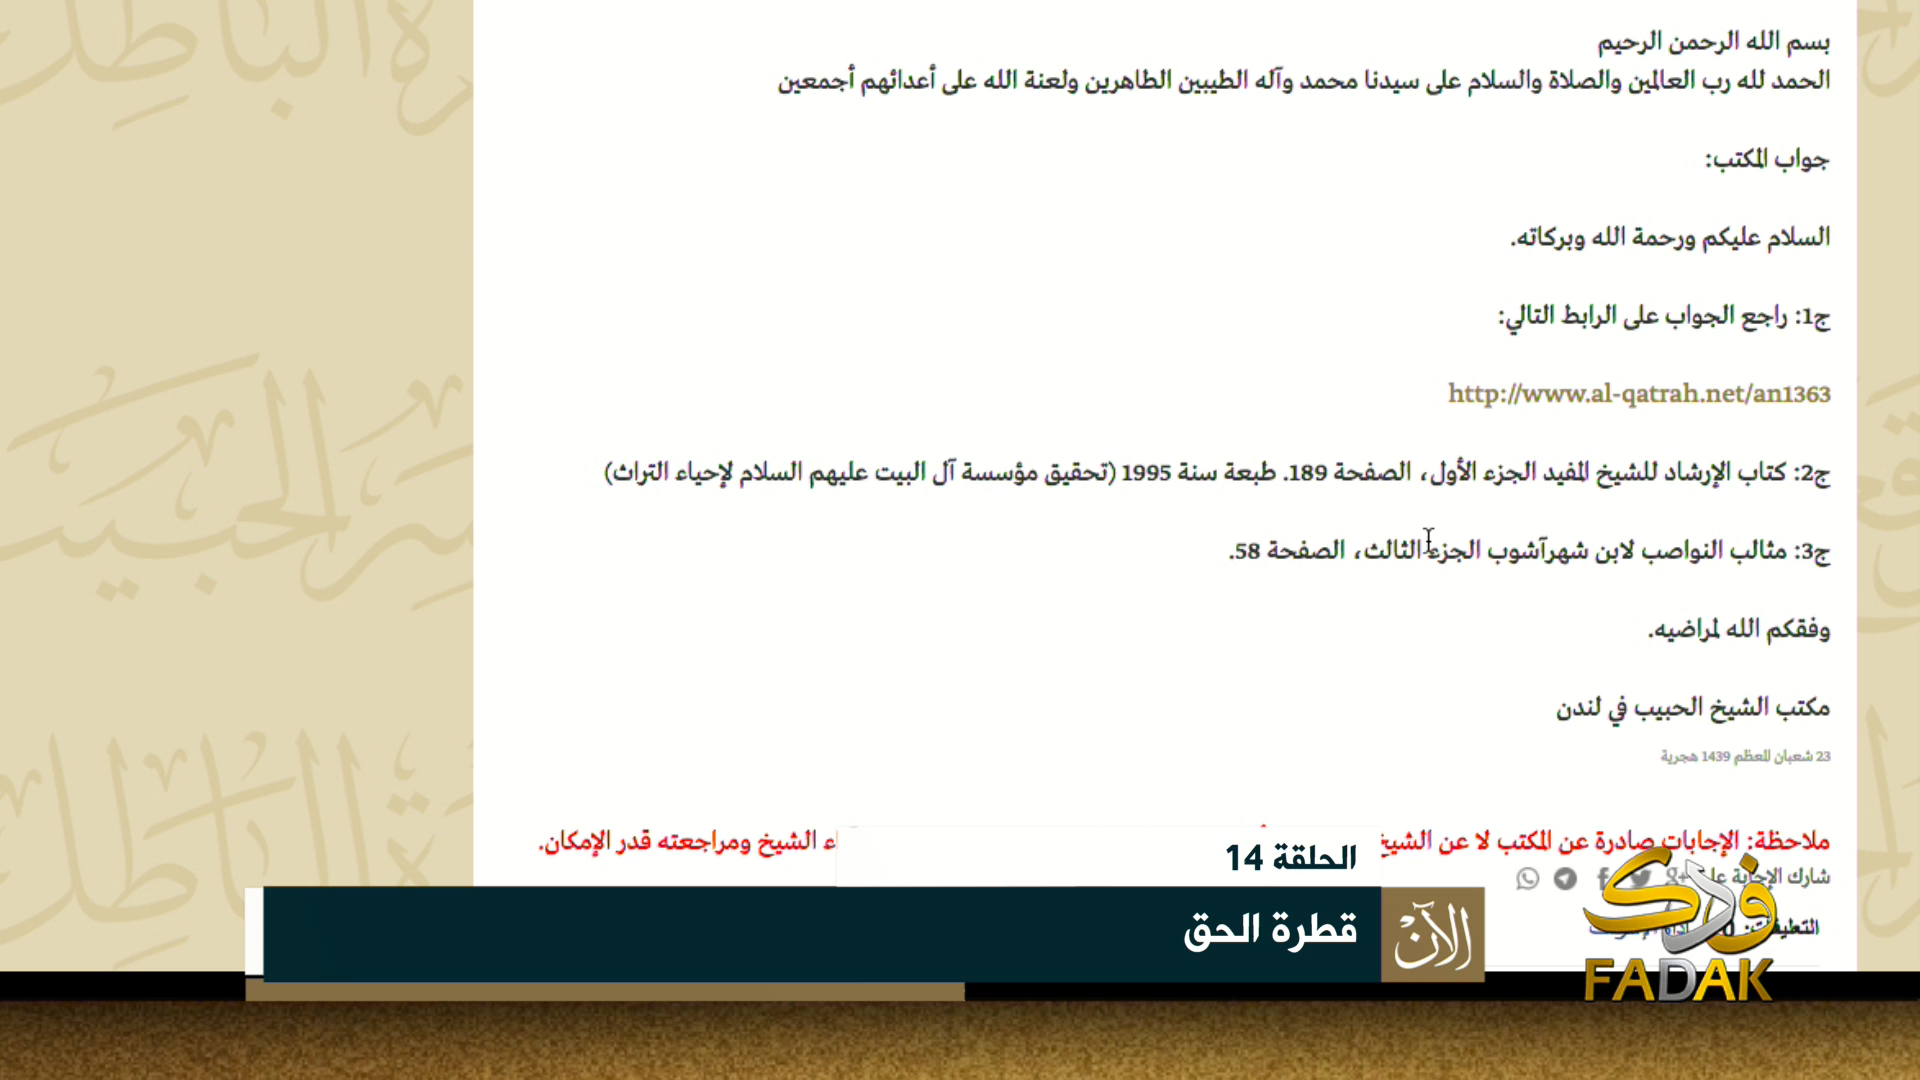 بسم الله الرحمن الرحيم
الحمد لله رب العالمين والصلاة والسلام على سيدنا محمد وآله الطيبين الطاهرين ولعنة الله على أعدائهم أجمعين
جواب المكتب:
السلام عليكم ورحمة الله وبركاته.
ج1: راجع الجواب على الرابط التالي:
http://www.al-qatrah.net/an1363
ج2: كتاب الإرشاد للشيخ المفيد الجزء الأول، الصفحة 189. طبعة سنة 1995 (تحقيق مؤسسة آل البيت عليهم السلام لإحياء التراث)
ج3: مثالب النواصب لابن شهرآشوب الجزء الثالث، الصفحة 58.
وفقكم الله لمراضيه.
مكتب الشيخ الحبيب في لندن
23 شعبان المعظم 1439 هجرية
ملاحظة: الإجابات صادرة عن المكتب لا عن الشيخ الشيخ ومراجعته قدر الإمكان.
شارك الإجابة
الحلقة 14
قطرة الحق
الآن
فدك
FADAK